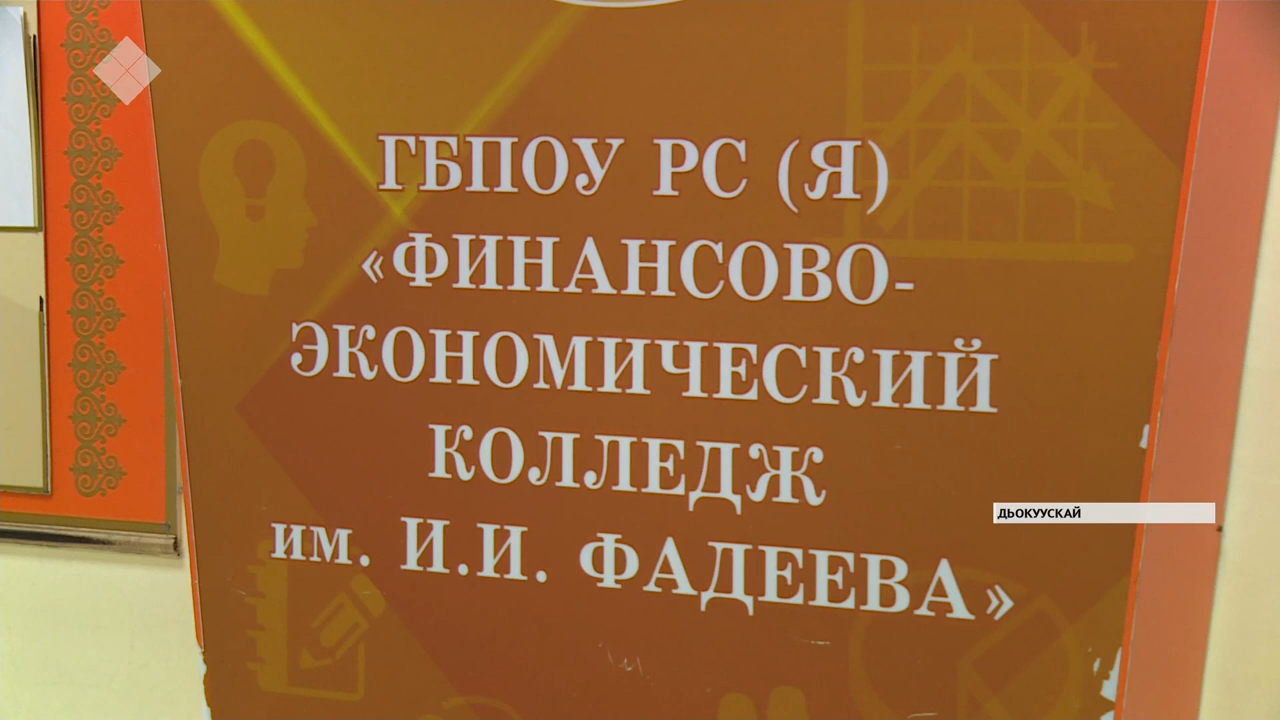 ГБПОУ РС (Я)
«ФИНАНСОВО-
ЭКОНОМИЧЕСКИЙ
КОЛЛЕДЖ
им. И.И. ФАДЕЕВА»
ДЬОКУУСКАЙ